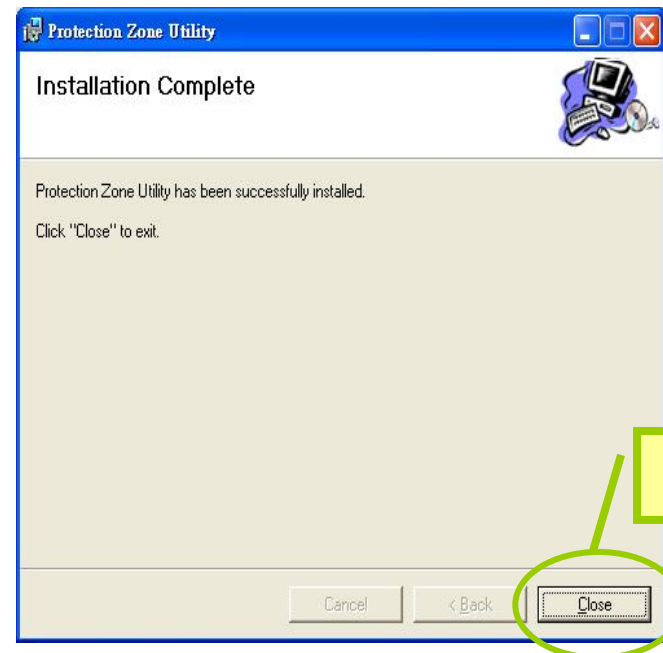 Protection Zone Utility
Installation Complete
Protection Zone Utility has been successfully installed.
Click "Close" to exit.
Cancel
< Back
Close